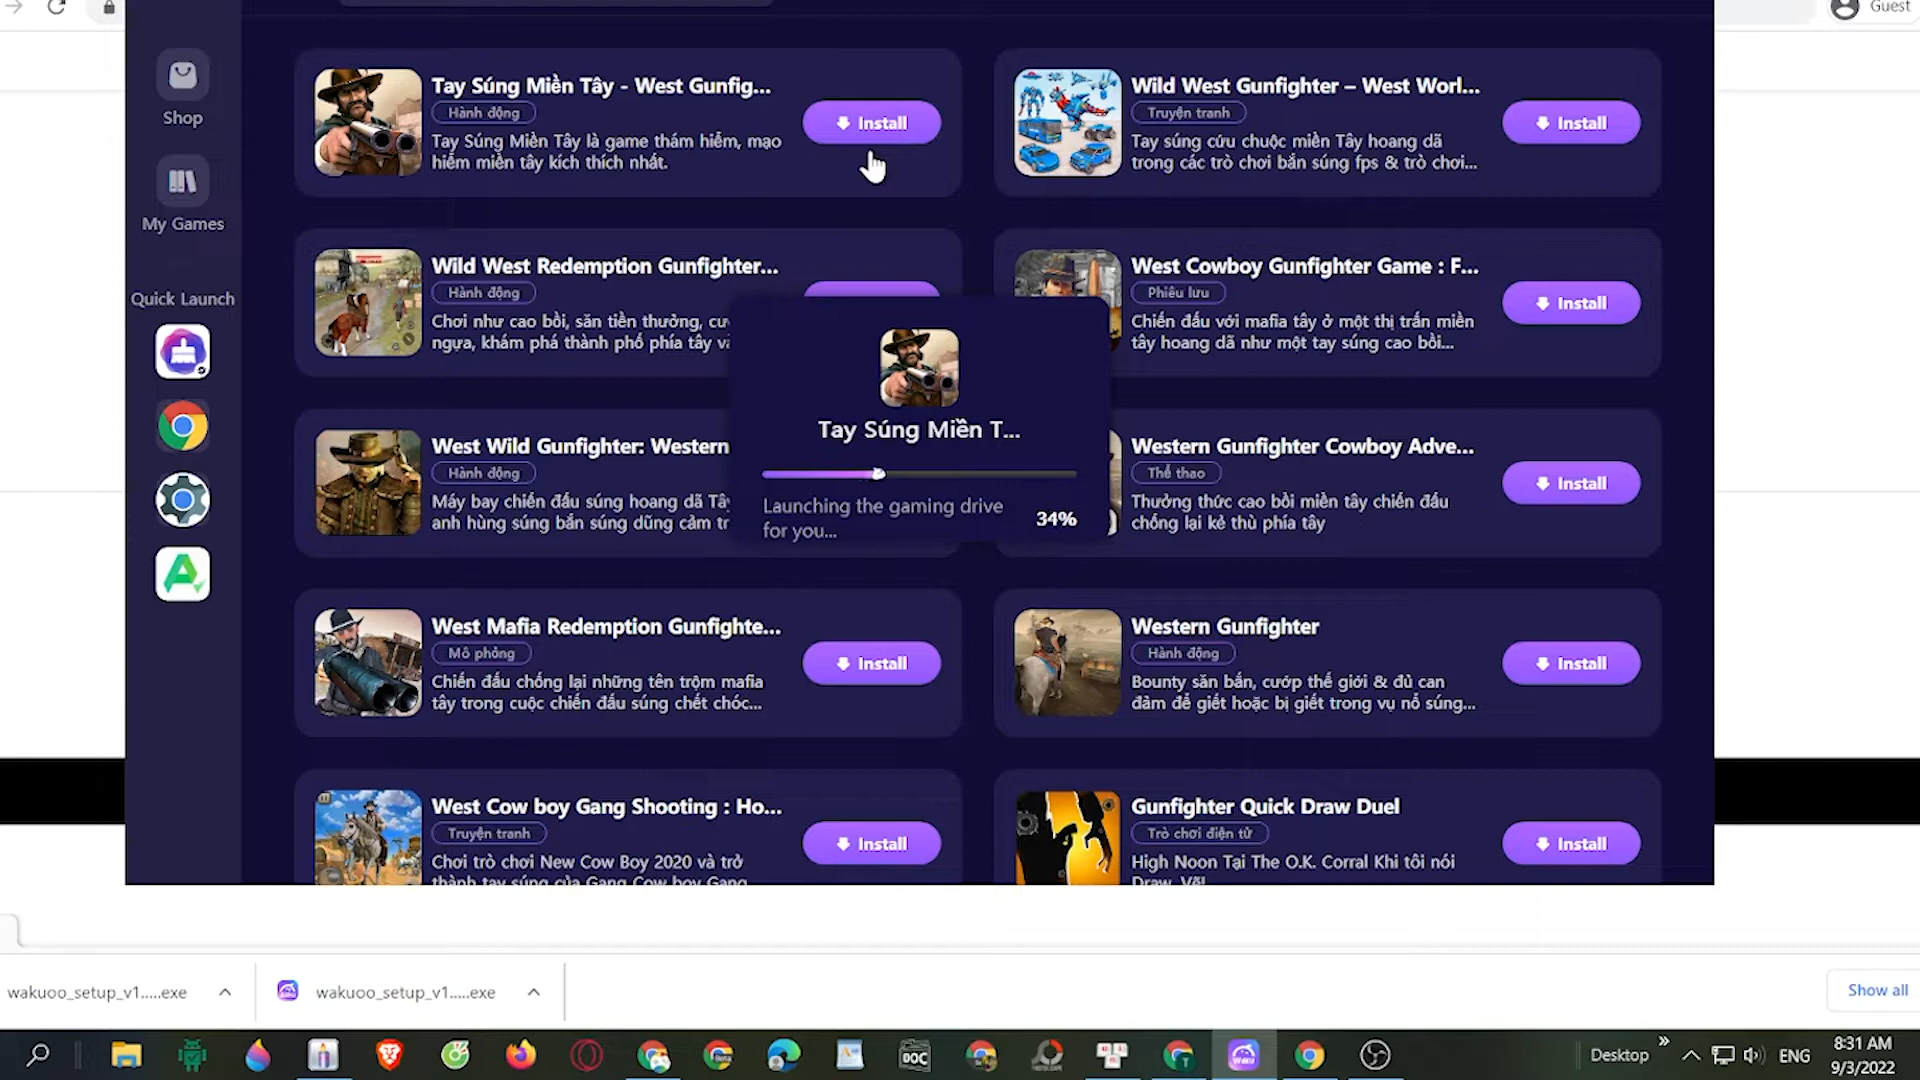 Guest
Shop
My Games
Quick Launch
Tay Súng Miền Tây - West Gunfig...
Hành động
Tay Súng Miền Tây là game thám hiểm, mạo
hiểm miền tây kích thích nhất.
Install
Wild West Gunfighter – West Worl...
Truyện tranh
Tay súng cứu chuộc miền Tây hoang dã
trong các trò chơi bắn súng fps & trò chơi...
Install
Wild West Redemption Gunfighter...
Hành động
Chơi như cao bồi, săn tiền thưởng, cư
ngựa, khám phá thành phố phía tây v
West Cowboy Gunfighter Game : F...
Phiêu lưu
Chiến đấu với mafia tây ở một thị trấn miền
tây hoang dã như một tay súng cao bồi...
Install
Tay Súng Miền T...
Launching the gaming drive
for you...
34%
West Wild Gunfighter: Western
Hành động
Máy bay chiến đấu súng hoang dã Tây
anh hùng súng bắn súng dũng cảm tr
Western Gunfighter Cowboy Adve...
Thể thao
Thưởng thức cao bồi miền tây chiến đấu
chống lại kẻ thù phía tây
Install
West Mafia Redemption Gunfighte...
Mô phỏng
Chiến đấu chống lại những tên trộm mafia
tây trong cuộc chiến đấu súng chết chóc...
Install
Western Gunfighter
Hành động
Bounty săn bắn, cướp thế giới & đủ can
đảm để giết hoặc bị giết trong vụ nổ súng...
Install
West Cow boy Gang Shooting : Ho...
Truyện tranh
Chơi trò chơi New Cow Boy 2020 và trở
thành tay súng của Gang Cow boy Gang
Install
Gunfighter Quick Draw Duel
Trò chơi điện tử
High Noon Tại The O.K. Corral Khi tôi nói
Draw, Vẽ!
Install
wakuoo_setup_v1.....exe
wakuoo_setup_v1.....exe
Show all
DOC
Desktop
ENG
8:31 AM
9/3/2022